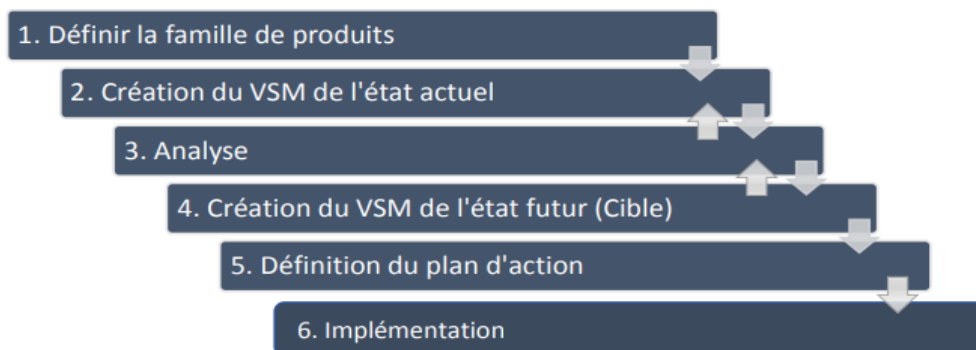 1. Définir la famille de produits
2. Création du VSM de l'état actuel
3. Analyse
4. Création du VSM de l'état futur (Cible)
5. Définition du plan d'action
6. Implémentation